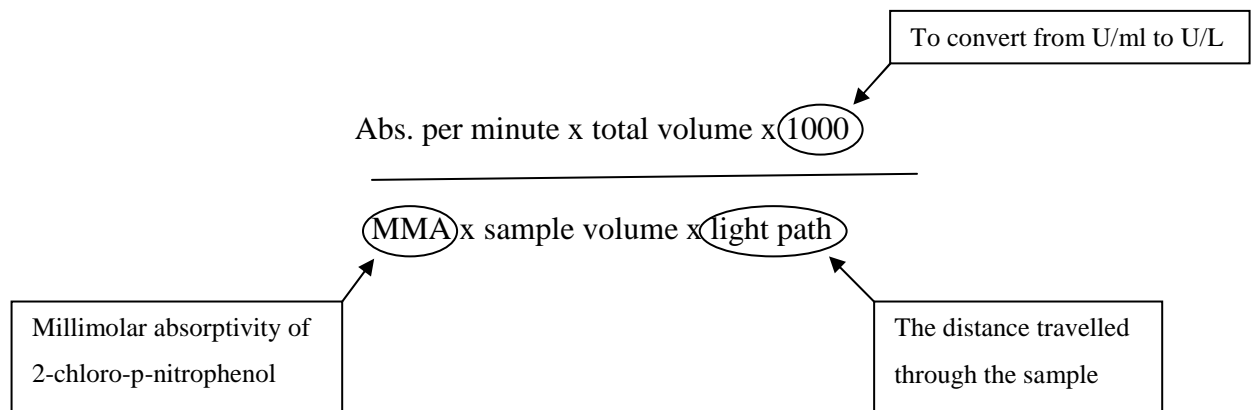 To convert from U/ml to U/L
Abs. per minute x total volume x 1000
MMA x sample volume x light path
Millimolar absorptivity of
2-chloro-p-nitrophenol
The distance travelled
through the sample